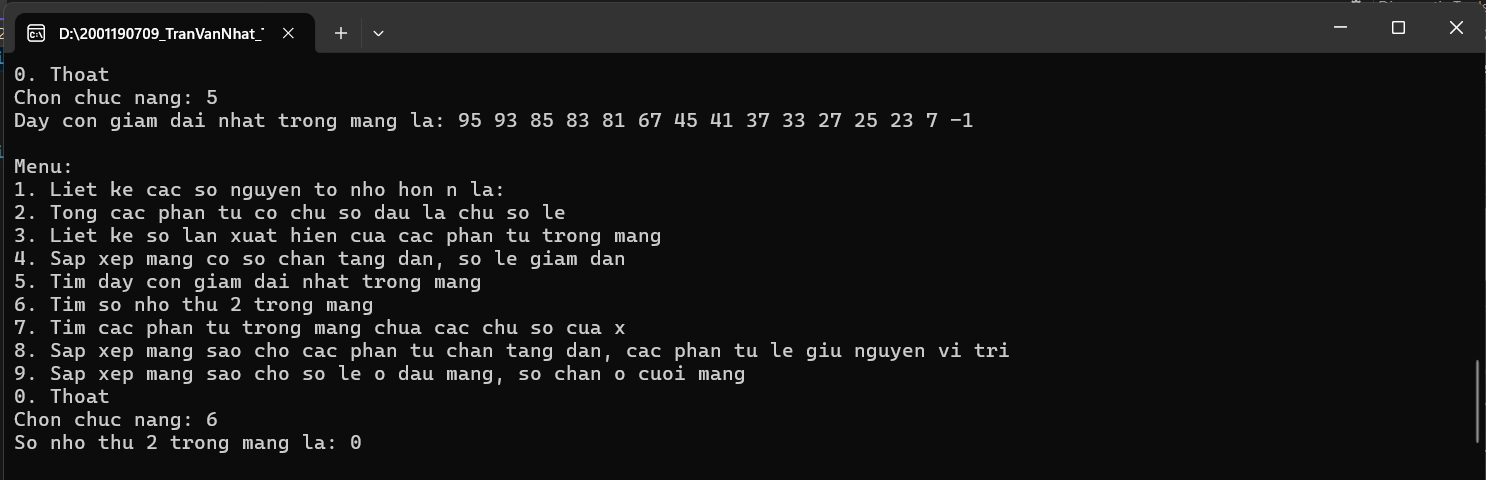 D:\2001190709_TranVanNhat_
0. Thoat
Chon chuc nang: 5
Day con giam dai nhat trong mang la: 95 93 85 83 81 67 45 41 37 33 27 25 23 7 -1
Menu:
1. Liet ke cac so nguyen to nho hon n la:
2. Tong cac phan tu co chu so dau la chu so le
3. Liet ke so lan xuat hien cua cac phan tu trong mang
4. Sap xep mang co so chan tang dan, so le giam dan
5. Tim day con giam dai nhat trong mang
6. Tim so nho thu 2 trong mang
7. Tim cac phan tu trong mang chua cac chu so cua x
8. Sap xep mang sao cho cac phan tu chan tang dan, cac phan tu le giu nguyen vi tri
9. Sap xep mang sao cho so le o dau mang, so chan o cuoi mang
0. Thoat
Chon chuc nang: 6
So nho thu 2 trong mang la: 0